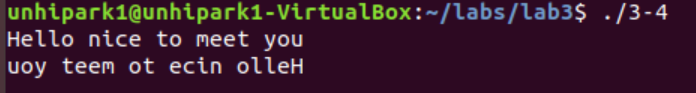 unhipark1@unhipark1-VirtualBox:~/labs/lab3$ ./3-4
Hello nice to meet you
uoy teem ot ecin olleH